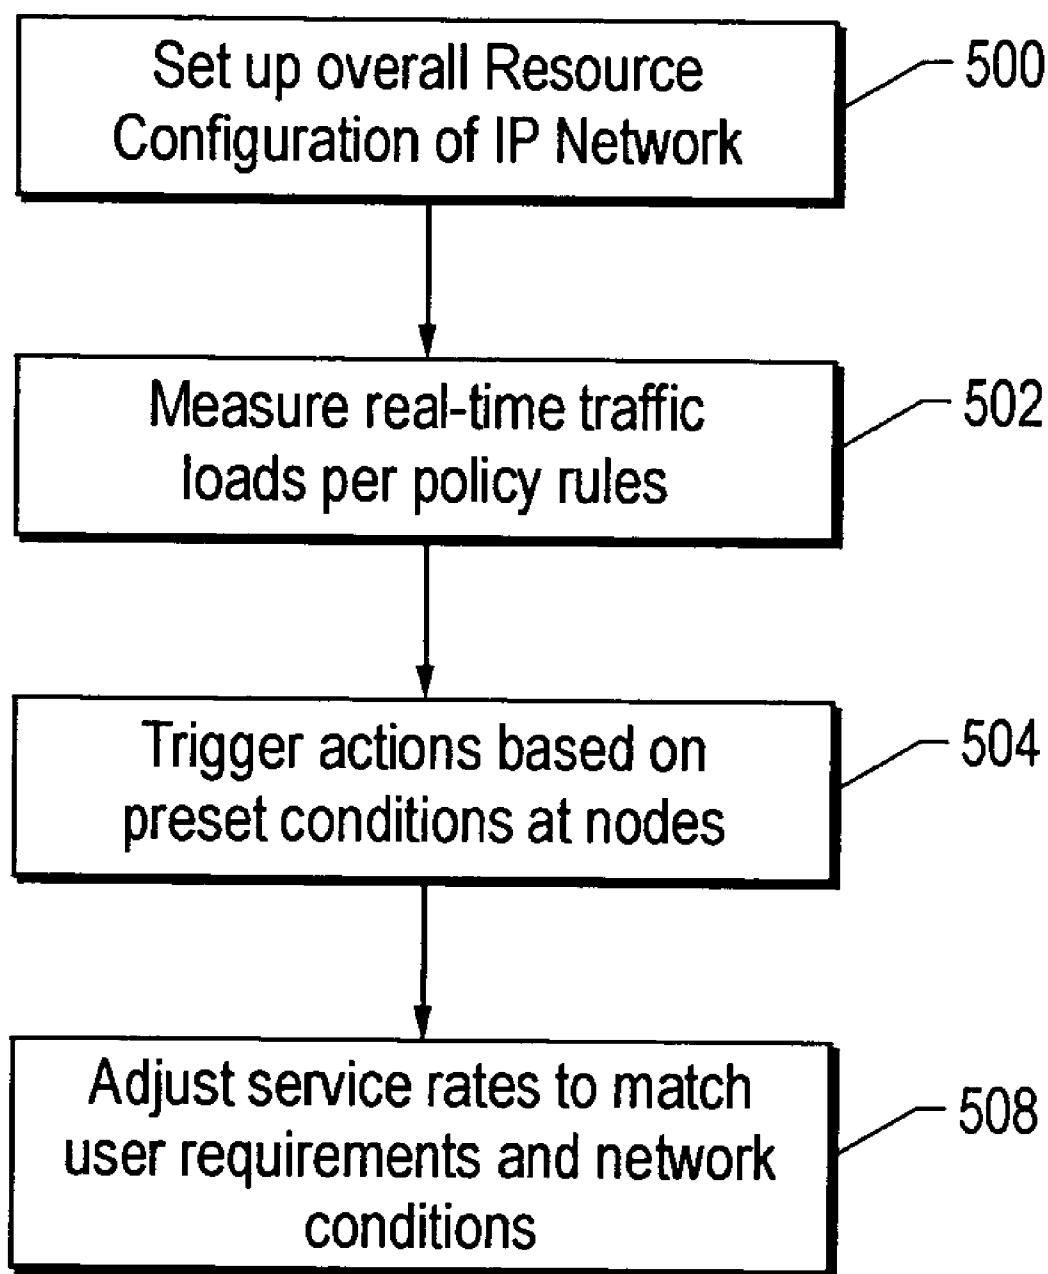 Set up overall Resource
Configuration of IP Network
500
Measure real-time traffic
loads per policy rules
502
Trigger actions based on
preset conditions at nodes
504
Adjust service rates to match
user requirements and network
conditions
508